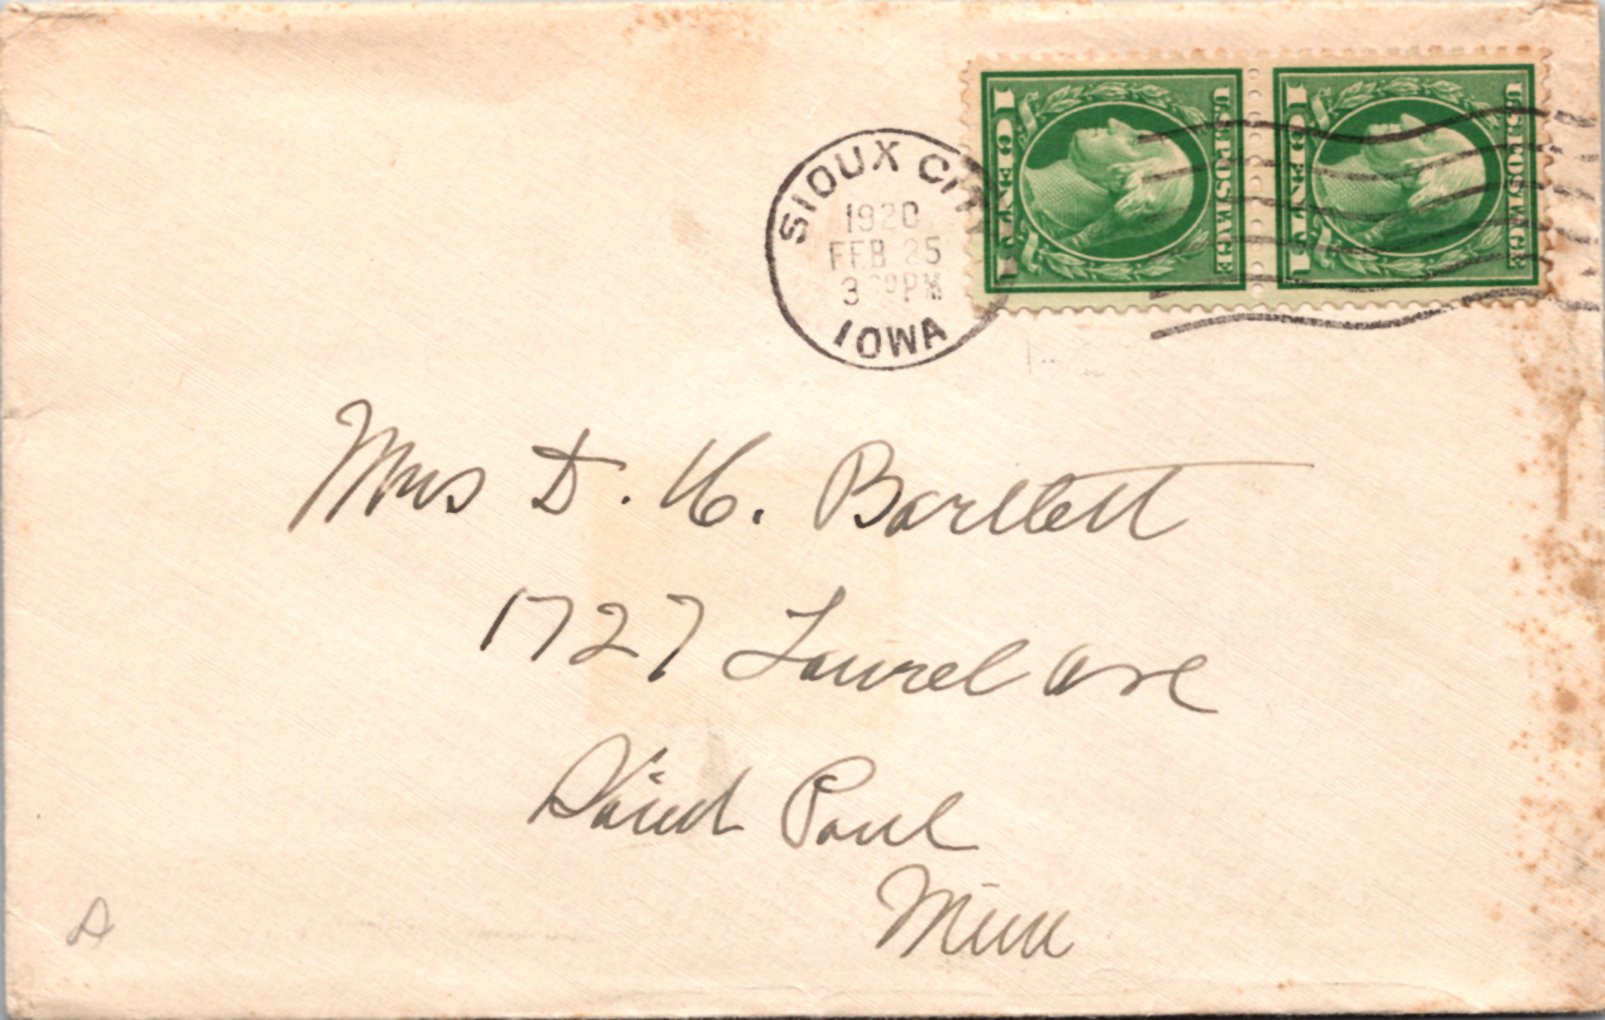 SIOUX CITY
1920
FEB 25
3 PM
IOWA
U.S. POSTAGE
1 CENT 1
U.S. POSTAGE
1 CENT 1
Mrs D. H. Bartlett
1727 Laurel Ave
Saint Paul
Minn